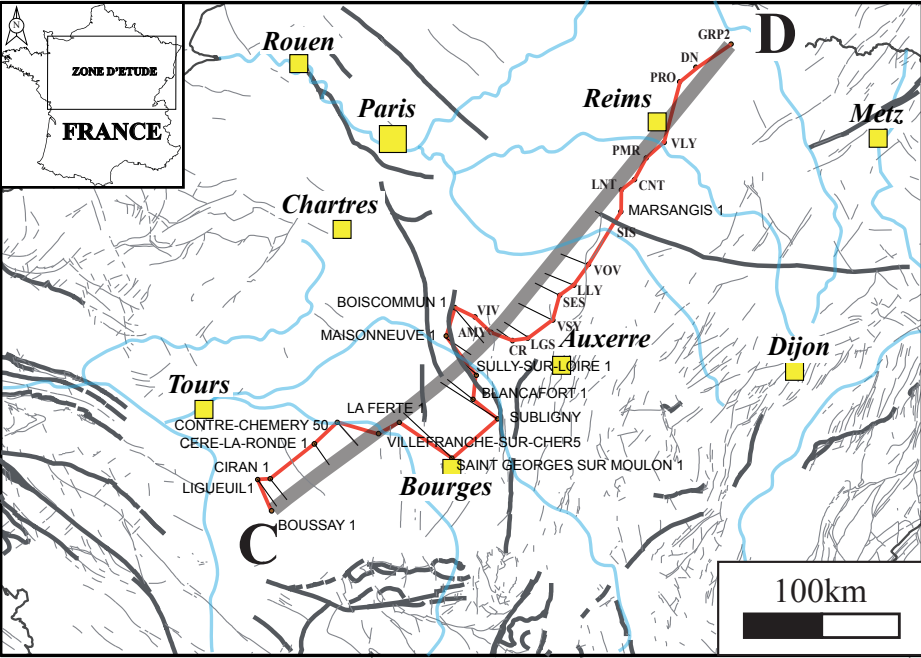 N
ZONE D'ETUDE
FRANCE
Rouen
Paris
Chartres
Reims
Metz
D
GRP2
DN
PRO
VLY
PMR
CNT
LNT
MARSANGIS 1
SIS
VOV
LLY
SES
VSY
LGS
CR
AMY
VIV
BOISCOMMUN 1
MAISONNEUVE 1
Auxerre
Dijon
SULLY-SUR-LOIRE 1
BLANCAFORT 1
SUBLIGNY
Tours
LA FERTE 1
CONTRE-CHEMERY 50
CERE-LA-RONDE 1
VILLEFRANCHE-SUR-CHER5
SAINT GEORGES SUR MOULON 1
Bourges
CIRAN 1
LIGUEUIL1
BOUSSAY 1
C
100km